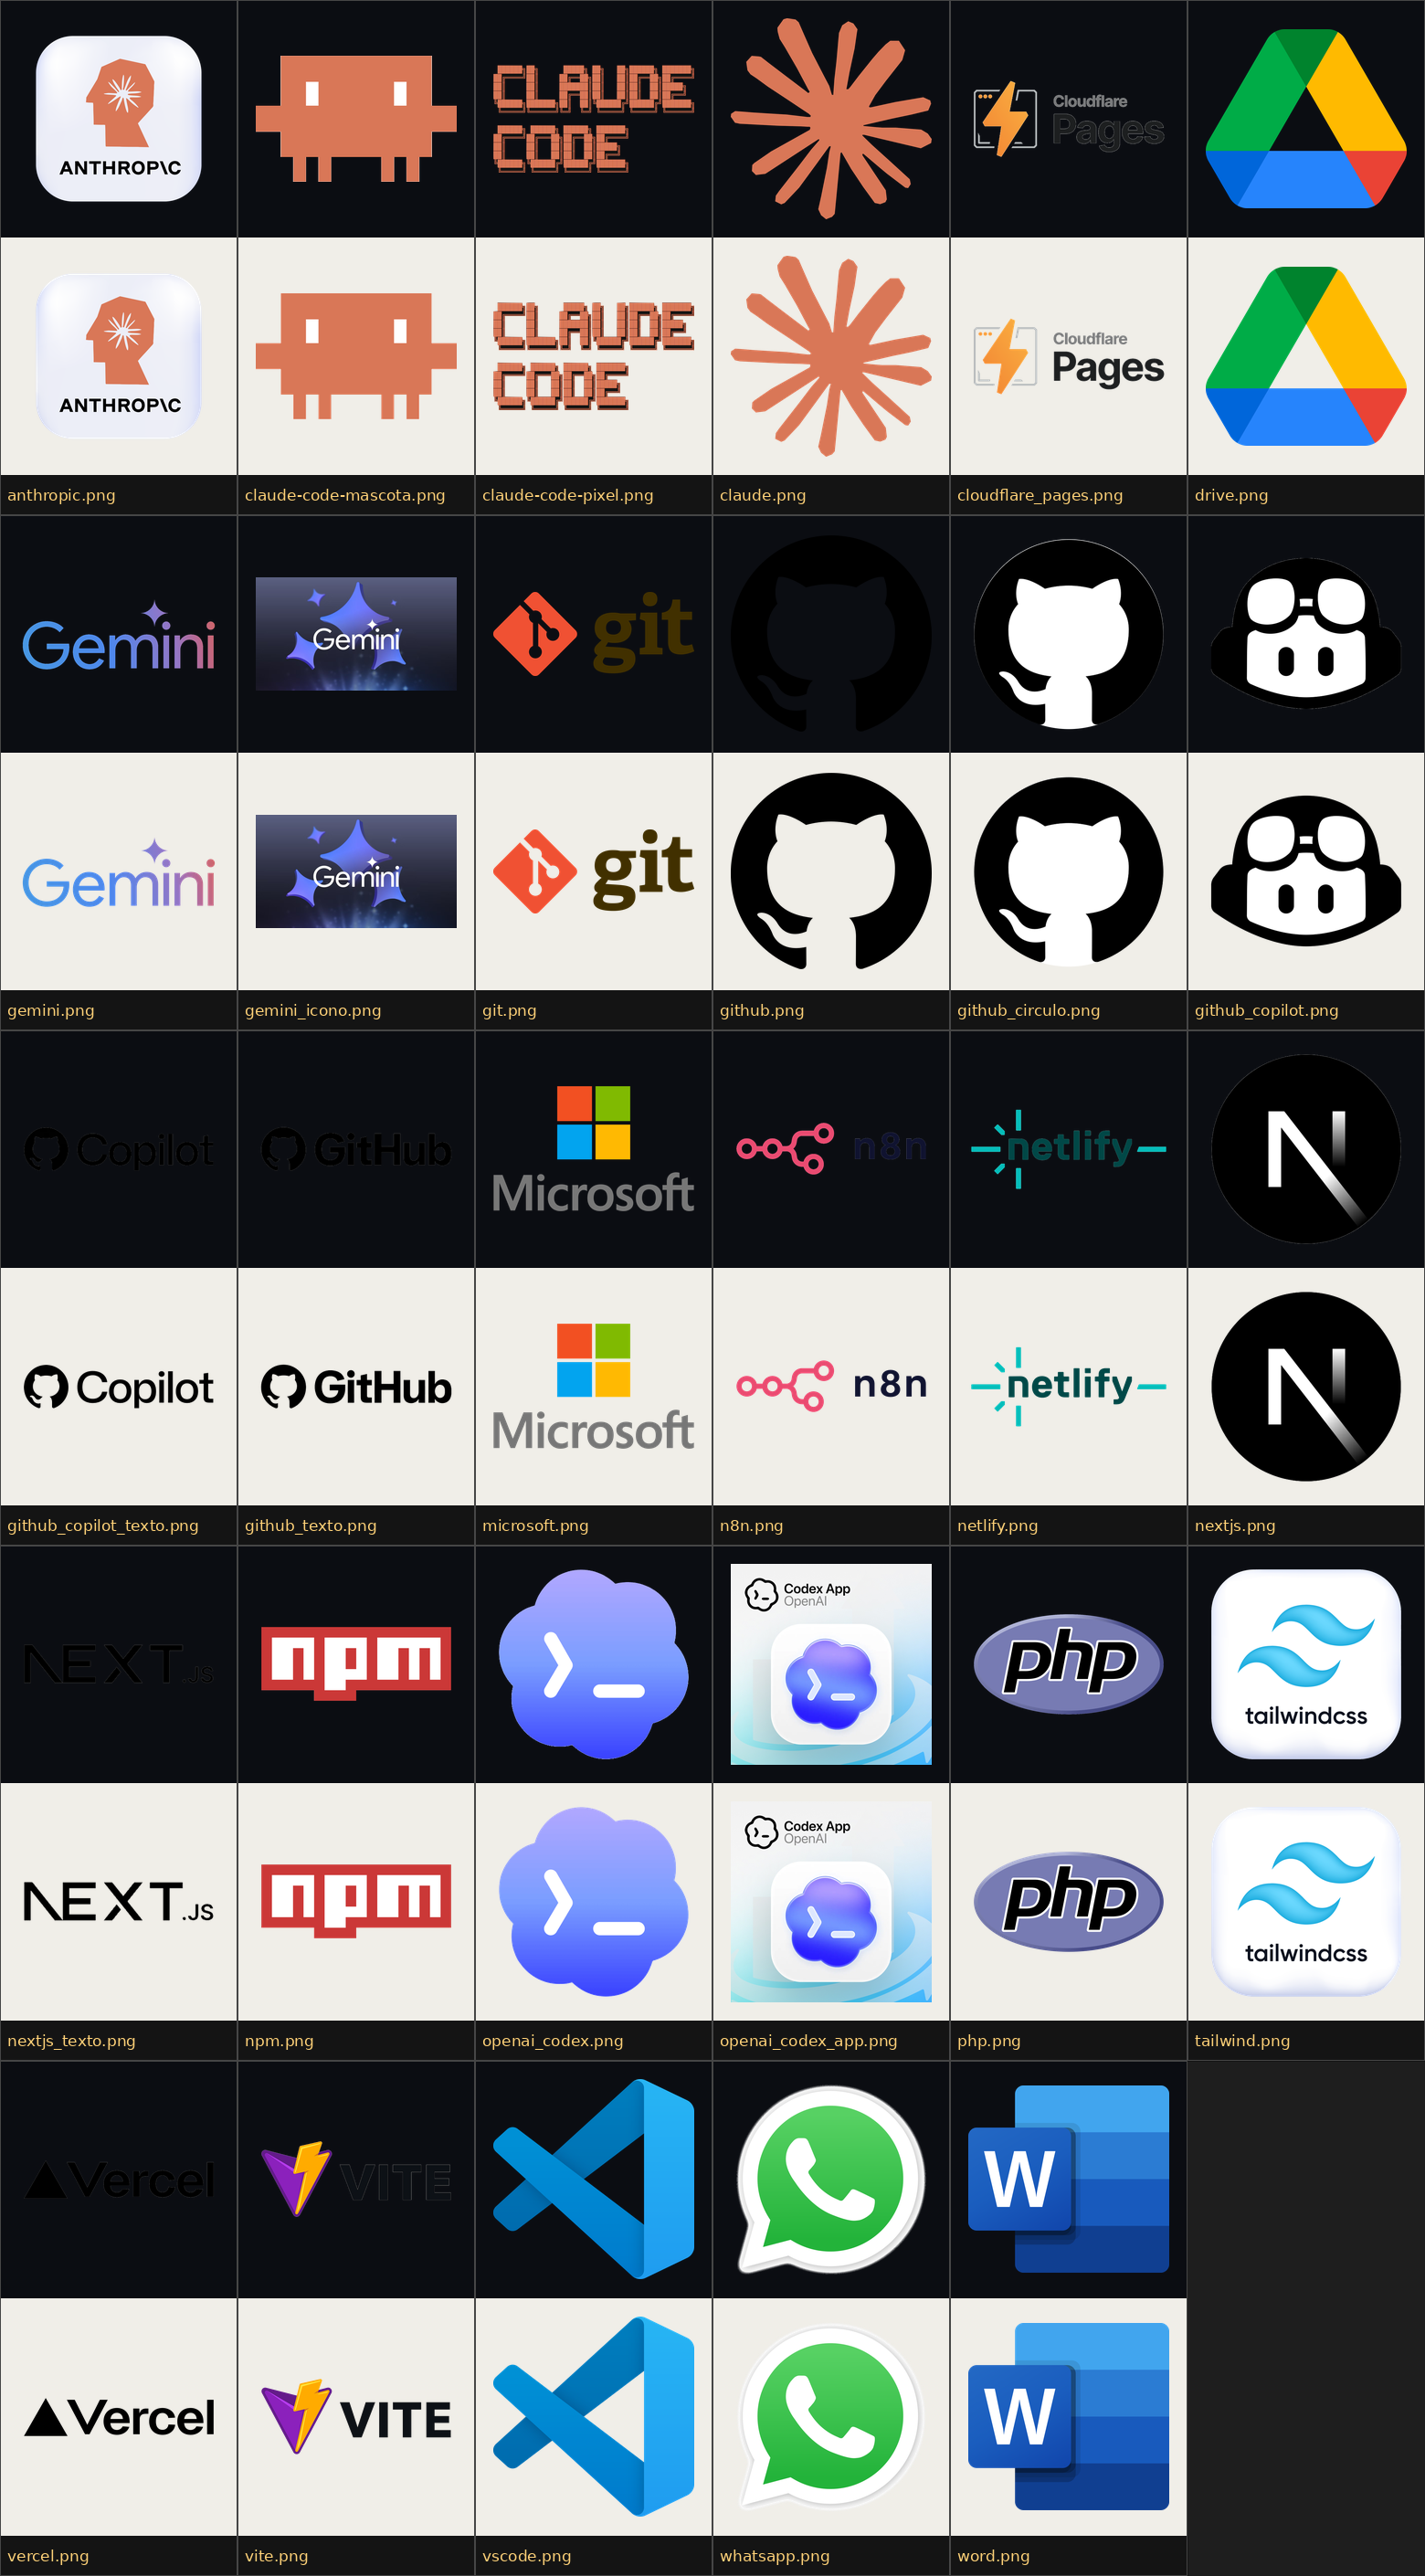 ANTHROP\C
CLAUDE
CODE
Cloudflare
Pages
ANTHROP\C
CLAUDE
CODE
Cloudflare
Pages
anthropic.png
claude-code-mascota.png
claude-code-pixel.png
claude.png
cloudflare_pages.png
drive.png
Gemini
Gemini
git
Gemini
Gemini
git
gemini.png
gemini_icono.png
git.png
github.png
github_circulo.png
github_copilot.png
Copilot
GitHub
Microsoft
n8n
netlify
N
Copilot
GitHub
Microsoft
n8n
netlify
N
github_copilot_texto.png
github_texto.png
microsoft.png
n8n.png
netlify.png
nextjs.png
NEXT.JS
npm
Codex App
OpenAI
php
tailwindcss
NEXT.JS
npm
Codex App
OpenAI
php
tailwindcss
nextjs_texto.png
npm.png
openai_codex.png
openai_codex_app.png
php.png
tailwind.png
Vercel
VITE
W
Vercel
VITE
W
vercel.png
vite.png
vscode.png
whatsapp.png
word.png